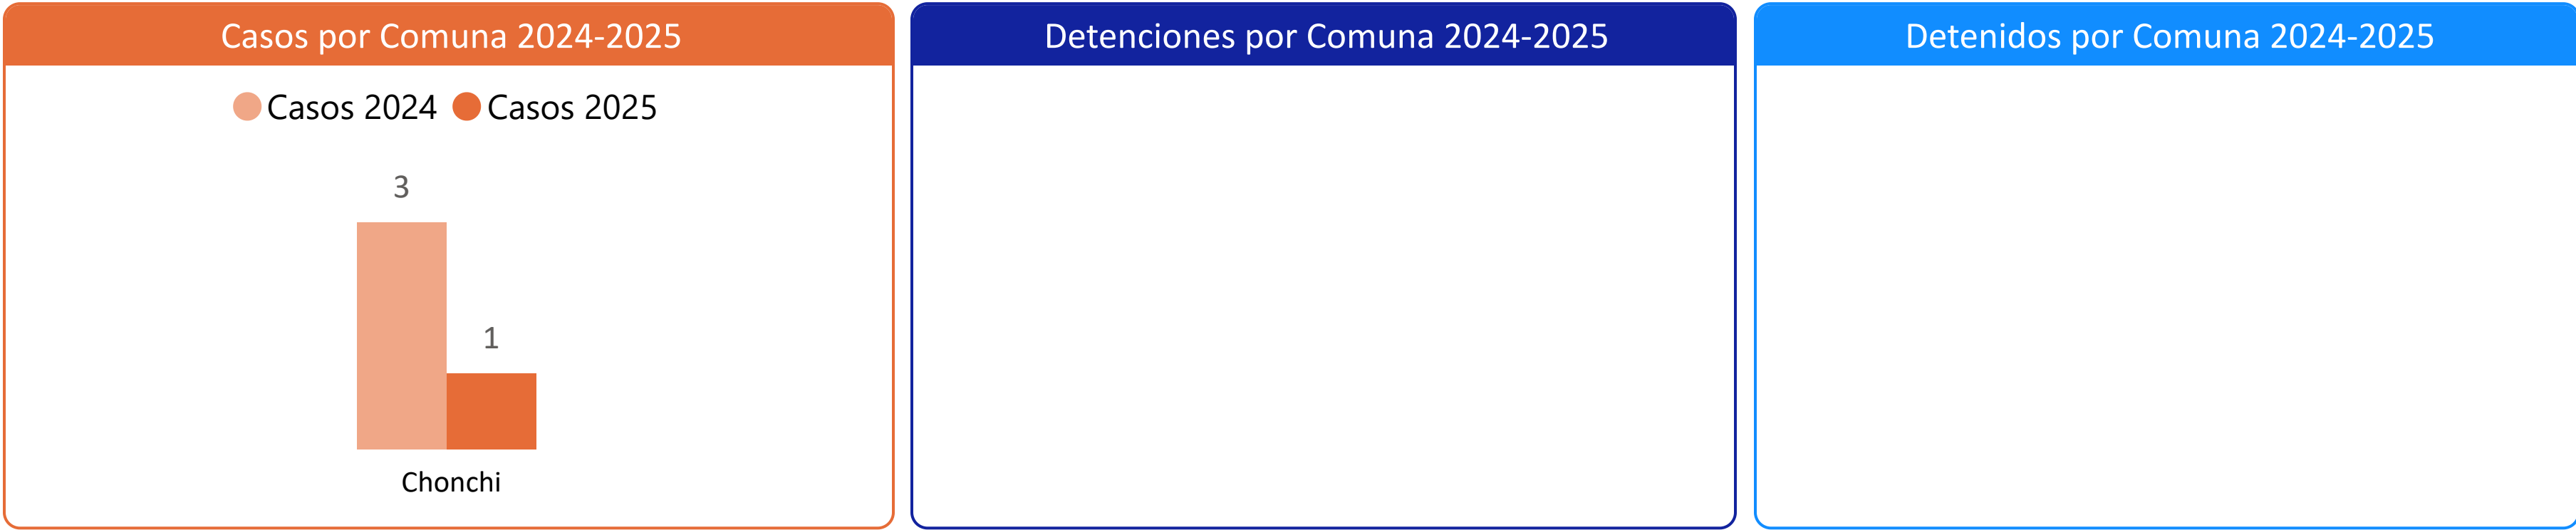 Casos por Comuna 2024-2025
Casos 2024 Casos 2025
3
1
Chonchi
Detenciones por Comuna 2024-2025
Detenidos por Comuna 2024-2025